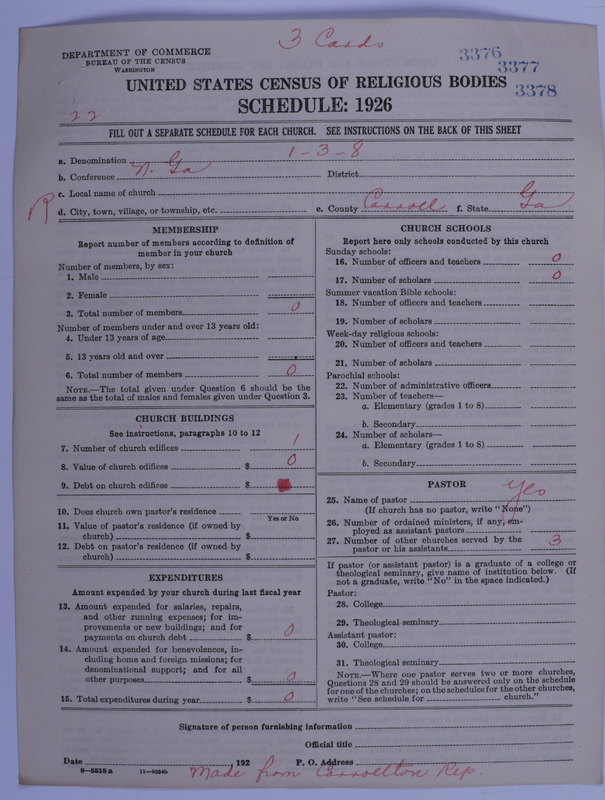 3 Cards
DEPARTMENT OF COMMERCE
BUREAU OF THE CENSUS
WASHINGTON
3376
3377
3378
UNITED STATES CENSUS OF RELIGIOUS BODIES
SCHEDULE: 1926
22
FILL OUT A SEPARATE SCHEDULE FOR EACH CHURCH. SEE INSTRUCTIONS ON THE BACK OF THIS SHEET
a. Denomination 1-3-8
b. Conference N. Ga District
c. Local name of church
R
d. City, town, village, or township, etc. e. County Carroll f. State Ga
MEMBERSHIP
Report number of members according to definition of
member in your church
Number of members, by sex:
1. Male
2. Female
3. Total number of members 0
Number of members under and over 13 years old:
4. Under 13 years of age
5. 13 years old and over
6. Total number of members 0
NOTE.—The total given under Question 6 should be
same as the total of males and females given under Question 3.
CHURCH BUILDINGS
See instructions, paragraphs 10 to 12
7. Number of church edifices 1
8. Value of church edifices $ 0
9. Debt on church edifices $
10. Does church own pastor's residence
Yes or No
11. Value of pastor's residence (if owned by
church) $
12. Debt on pastor's residence (if owned by
church) $
EXPENDITURES
Amount expended by your church during last fiscal year
13. Amount expended for salaries, repairs,
and other running expenses; for im-
provements or new buildings; and for
payments on church debt $ 0
14. Amount expended for benevolences, in-
cluding home and foreign missions; for
denominational support; and for all
other purposes $ 0
15. Total expenditures during year $ 0
CHURCH SCHOOLS
Report here only schools conducted by this church
Sunday schools:
16. Number of officers and teachers 0
17. Number of scholars 0
Summer vacation Bible schools:
18. Number of officers and teachers
19. Number of scholars
Week-day religious schools:
20. Number of officers and teachers
21. Number of scholars
Parochial schools:
22. Number of administrative officers
23. Number of teachers—
a. Elementary (grades 1 to 8)
b. Secondary
24. Number of scholars—
a. Elementary (grades 1 to 8)
b. Secondary
PASTOR
25. Name of pastor Yes
(If church has no pastor, write "None")
26. Number of ordained ministers, if any, em-
ployed as assistant pastors
27. Number of other churches served by the
pastor or his assistants 3
If pastor (or assistant pastor) is a graduate of a college or
theological seminary, give name of institution below. (If
not a graduate, write "No" in the space indicated.)
Pastor:
28. College
29. Theological seminary
Assistant pastor:
30. College
31. Theological seminary
NOTE.—Where one pastor serves two or more churches,
Questions 28 and 29 should be answered only on the schedule
for one of the churches; on the schedules for the other churches,
write "See schedule for church."
Signature of person furnishing information
Official title
Date , 192 P. O. Address
8—5518a
Made from Carrollton Rep.